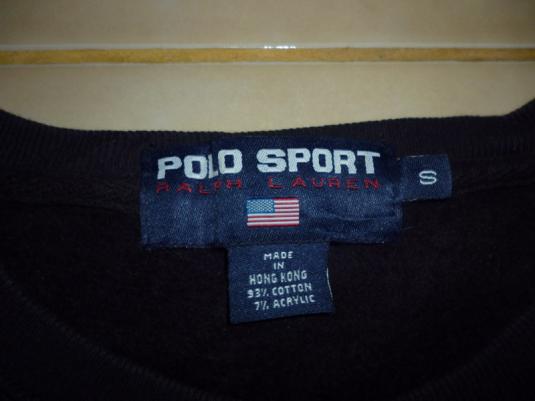 POLO SPORT
RALPH LAUREN
S
MADE
IN
HONG KONG
93% COTTON
7% ACRYLIC